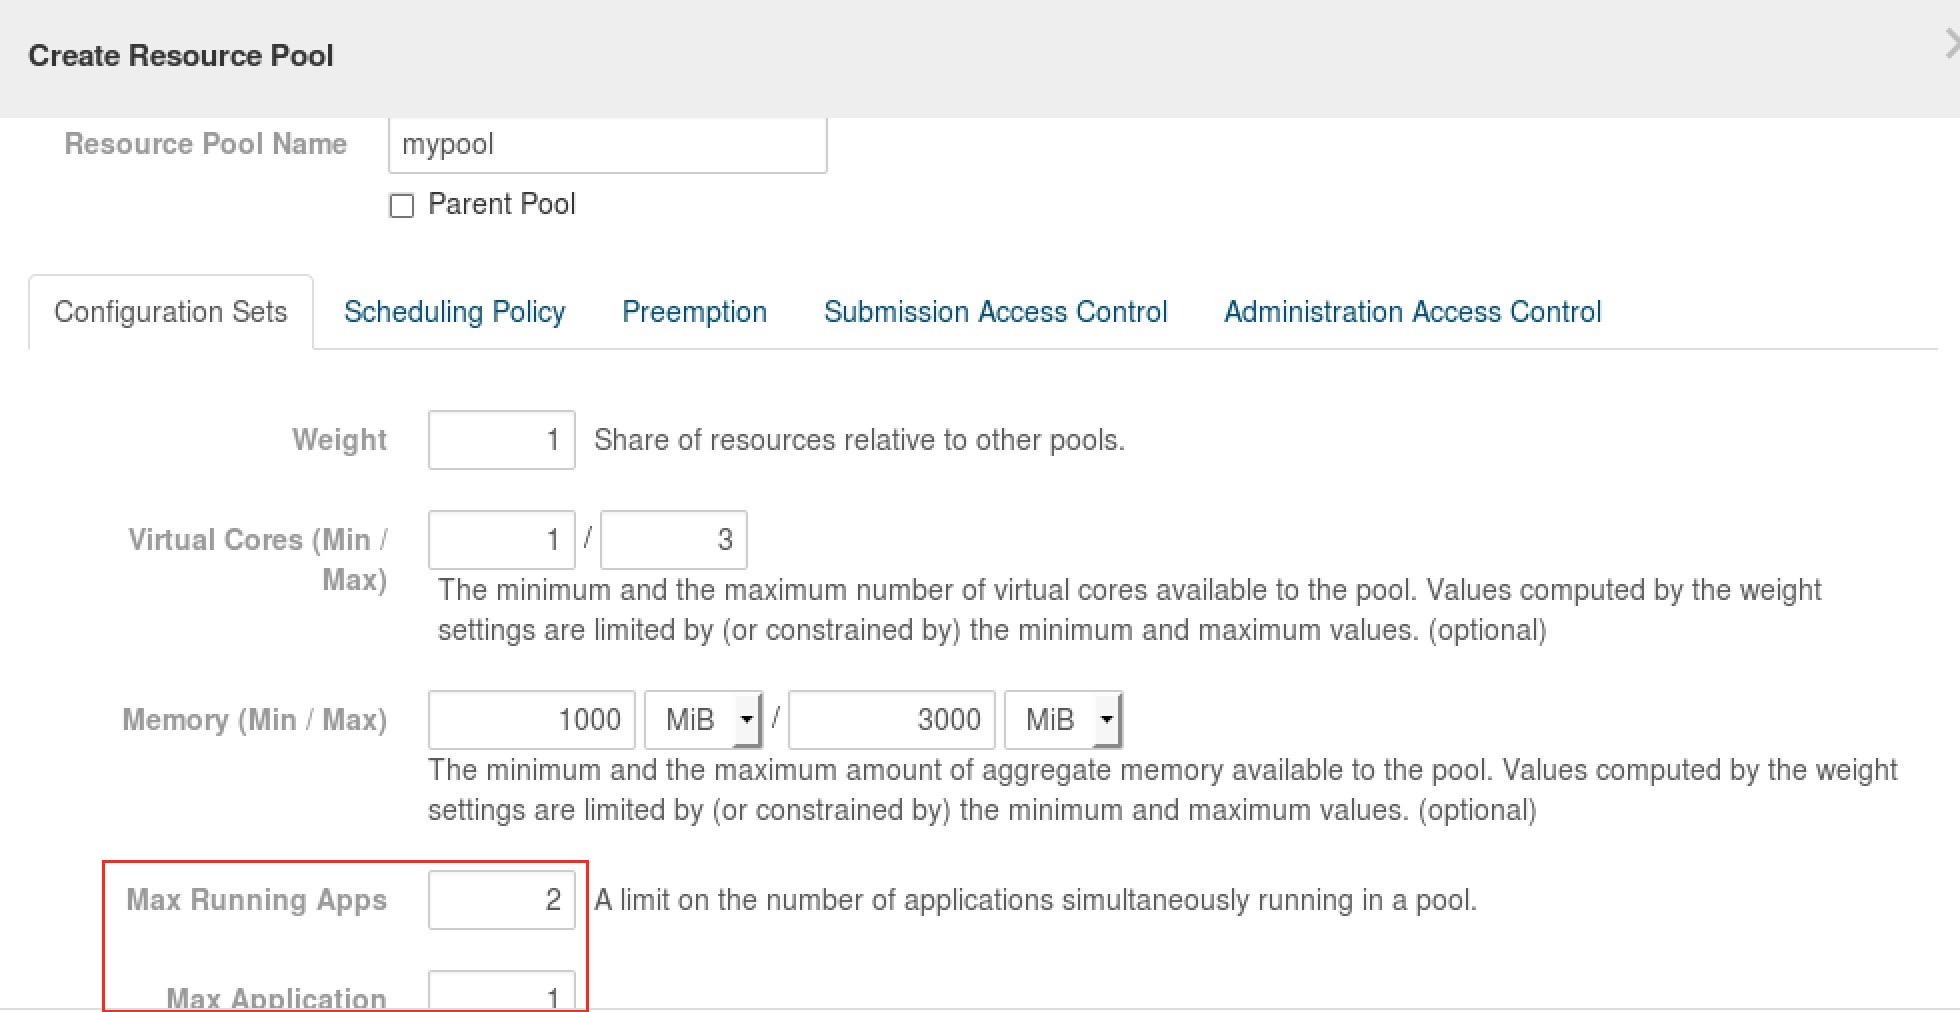 Create Resource Pool
Resource Pool Name mypool
Parent Pool
Configuration Sets Scheduling Policy Preemption Submission Access Control Administration Access Control
Weight 1 Share of resources relative to other pools.
Virtual Cores (Min / 1 / 3
Max)
The minimum and the maximum number of virtual cores available to the pool. Values computed by the weight
settings are limited by (or constrained by) the minimum and maximum values. (optional)
Memory (Min / Max) 1000 MiB / 3000 MiB
The minimum and the maximum amount of aggregate memory available to the pool. Values computed by the weight
settings are limited by (or constrained by) the minimum and maximum values. (optional)
Max Running Apps 2 A limit on the number of applications simultaneously running in a pool.
Max Application 1